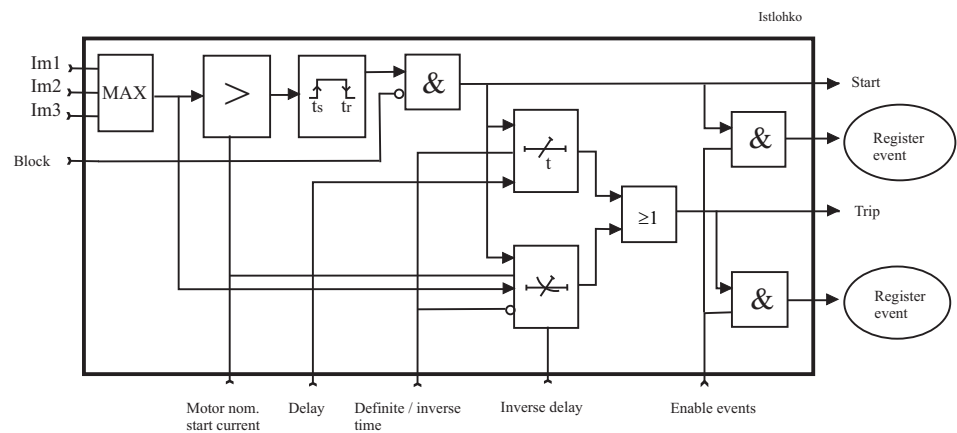 Istlohko
Im1
Im2
Im3
MAX
>
ts tr
&
Start
Block
t
&
Register
event
≥1
Trip
&
Register
event
Motor nom.
start current
Delay
Definite / inverse
time
Inverse delay
Enable events